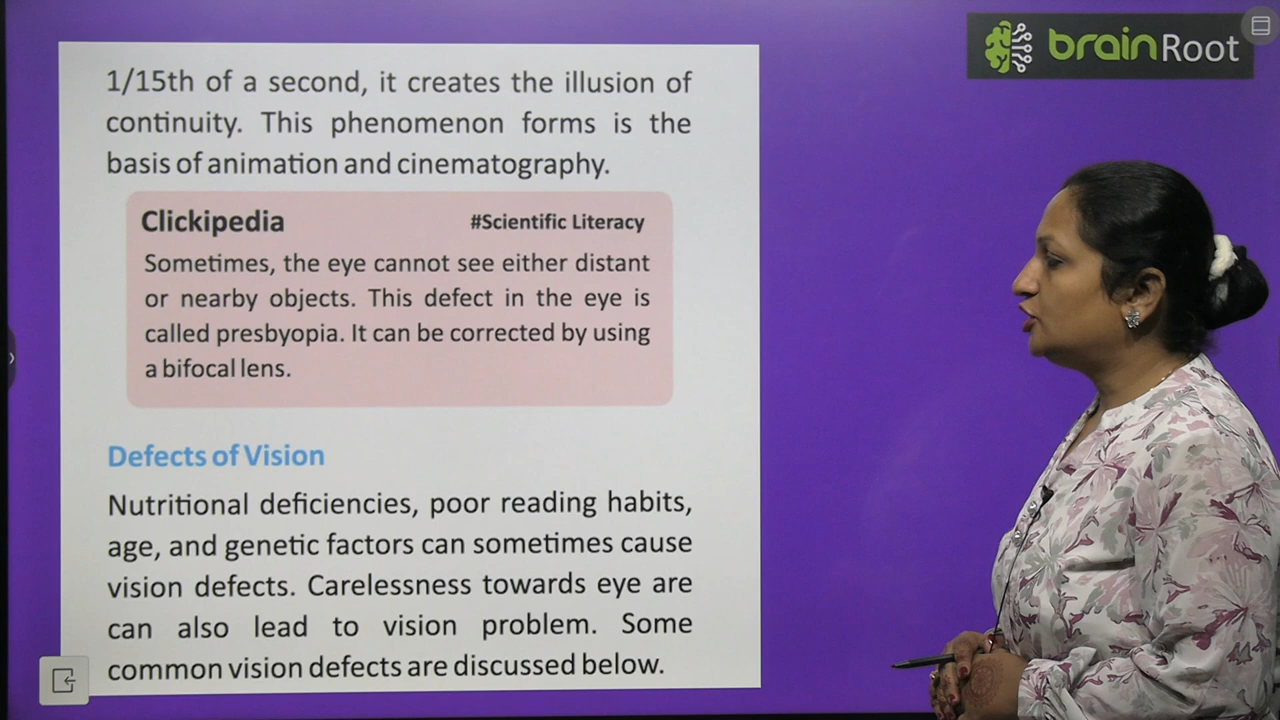 brainRoot
1/15th of a second, it creates the illusion of
continuity. This phenomenon forms is the
basis of animation and cinematography.
Clickipedia #Scientific Literacy
Sometimes, the eye cannot see either distant
or nearby objects. This defect in the eye is
called presbyopia. It can be corrected by using
a bifocal lens.
Defects of Vision
Nutritional deficiencies, poor reading habits,
age, and genetic factors can sometimes cause
vision defects. Carelessness towards eye are
can also lead to vision problem. Some
common vision defects are discussed below.